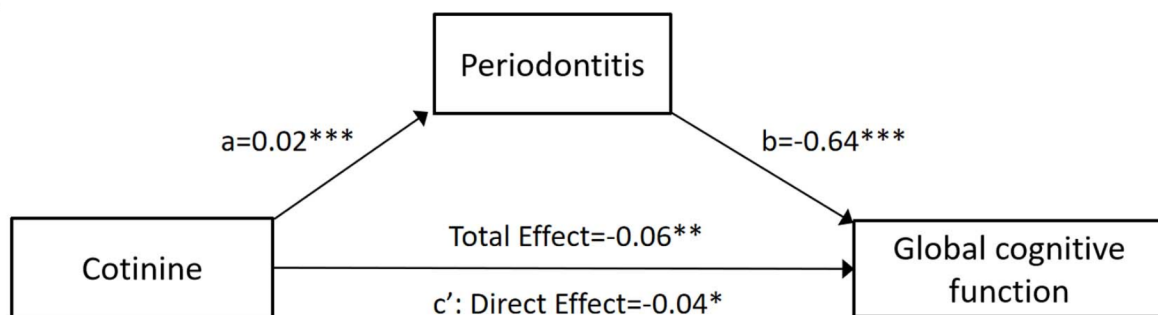 Periodontitis
a=0.02***
b=-0.64***
Cotinine
Total Effect=-0.06**
c’: Direct Effect=-0.04*
Global cognitive
function